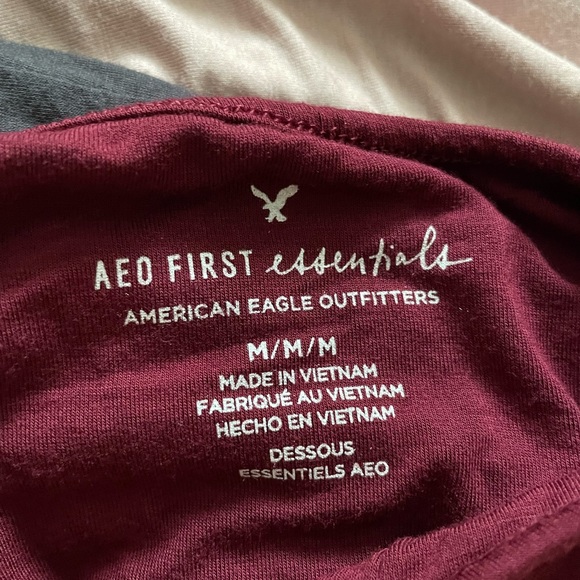 AEO FIRST essentials
AMERICAN EAGLE OUTFITTERS
M/M/M
MADE IN VIETNAM
FABRIQUÉ AU VIETNAM
HECHO EN VIETNAM
DESSOUS
ESSENTIELS AEO